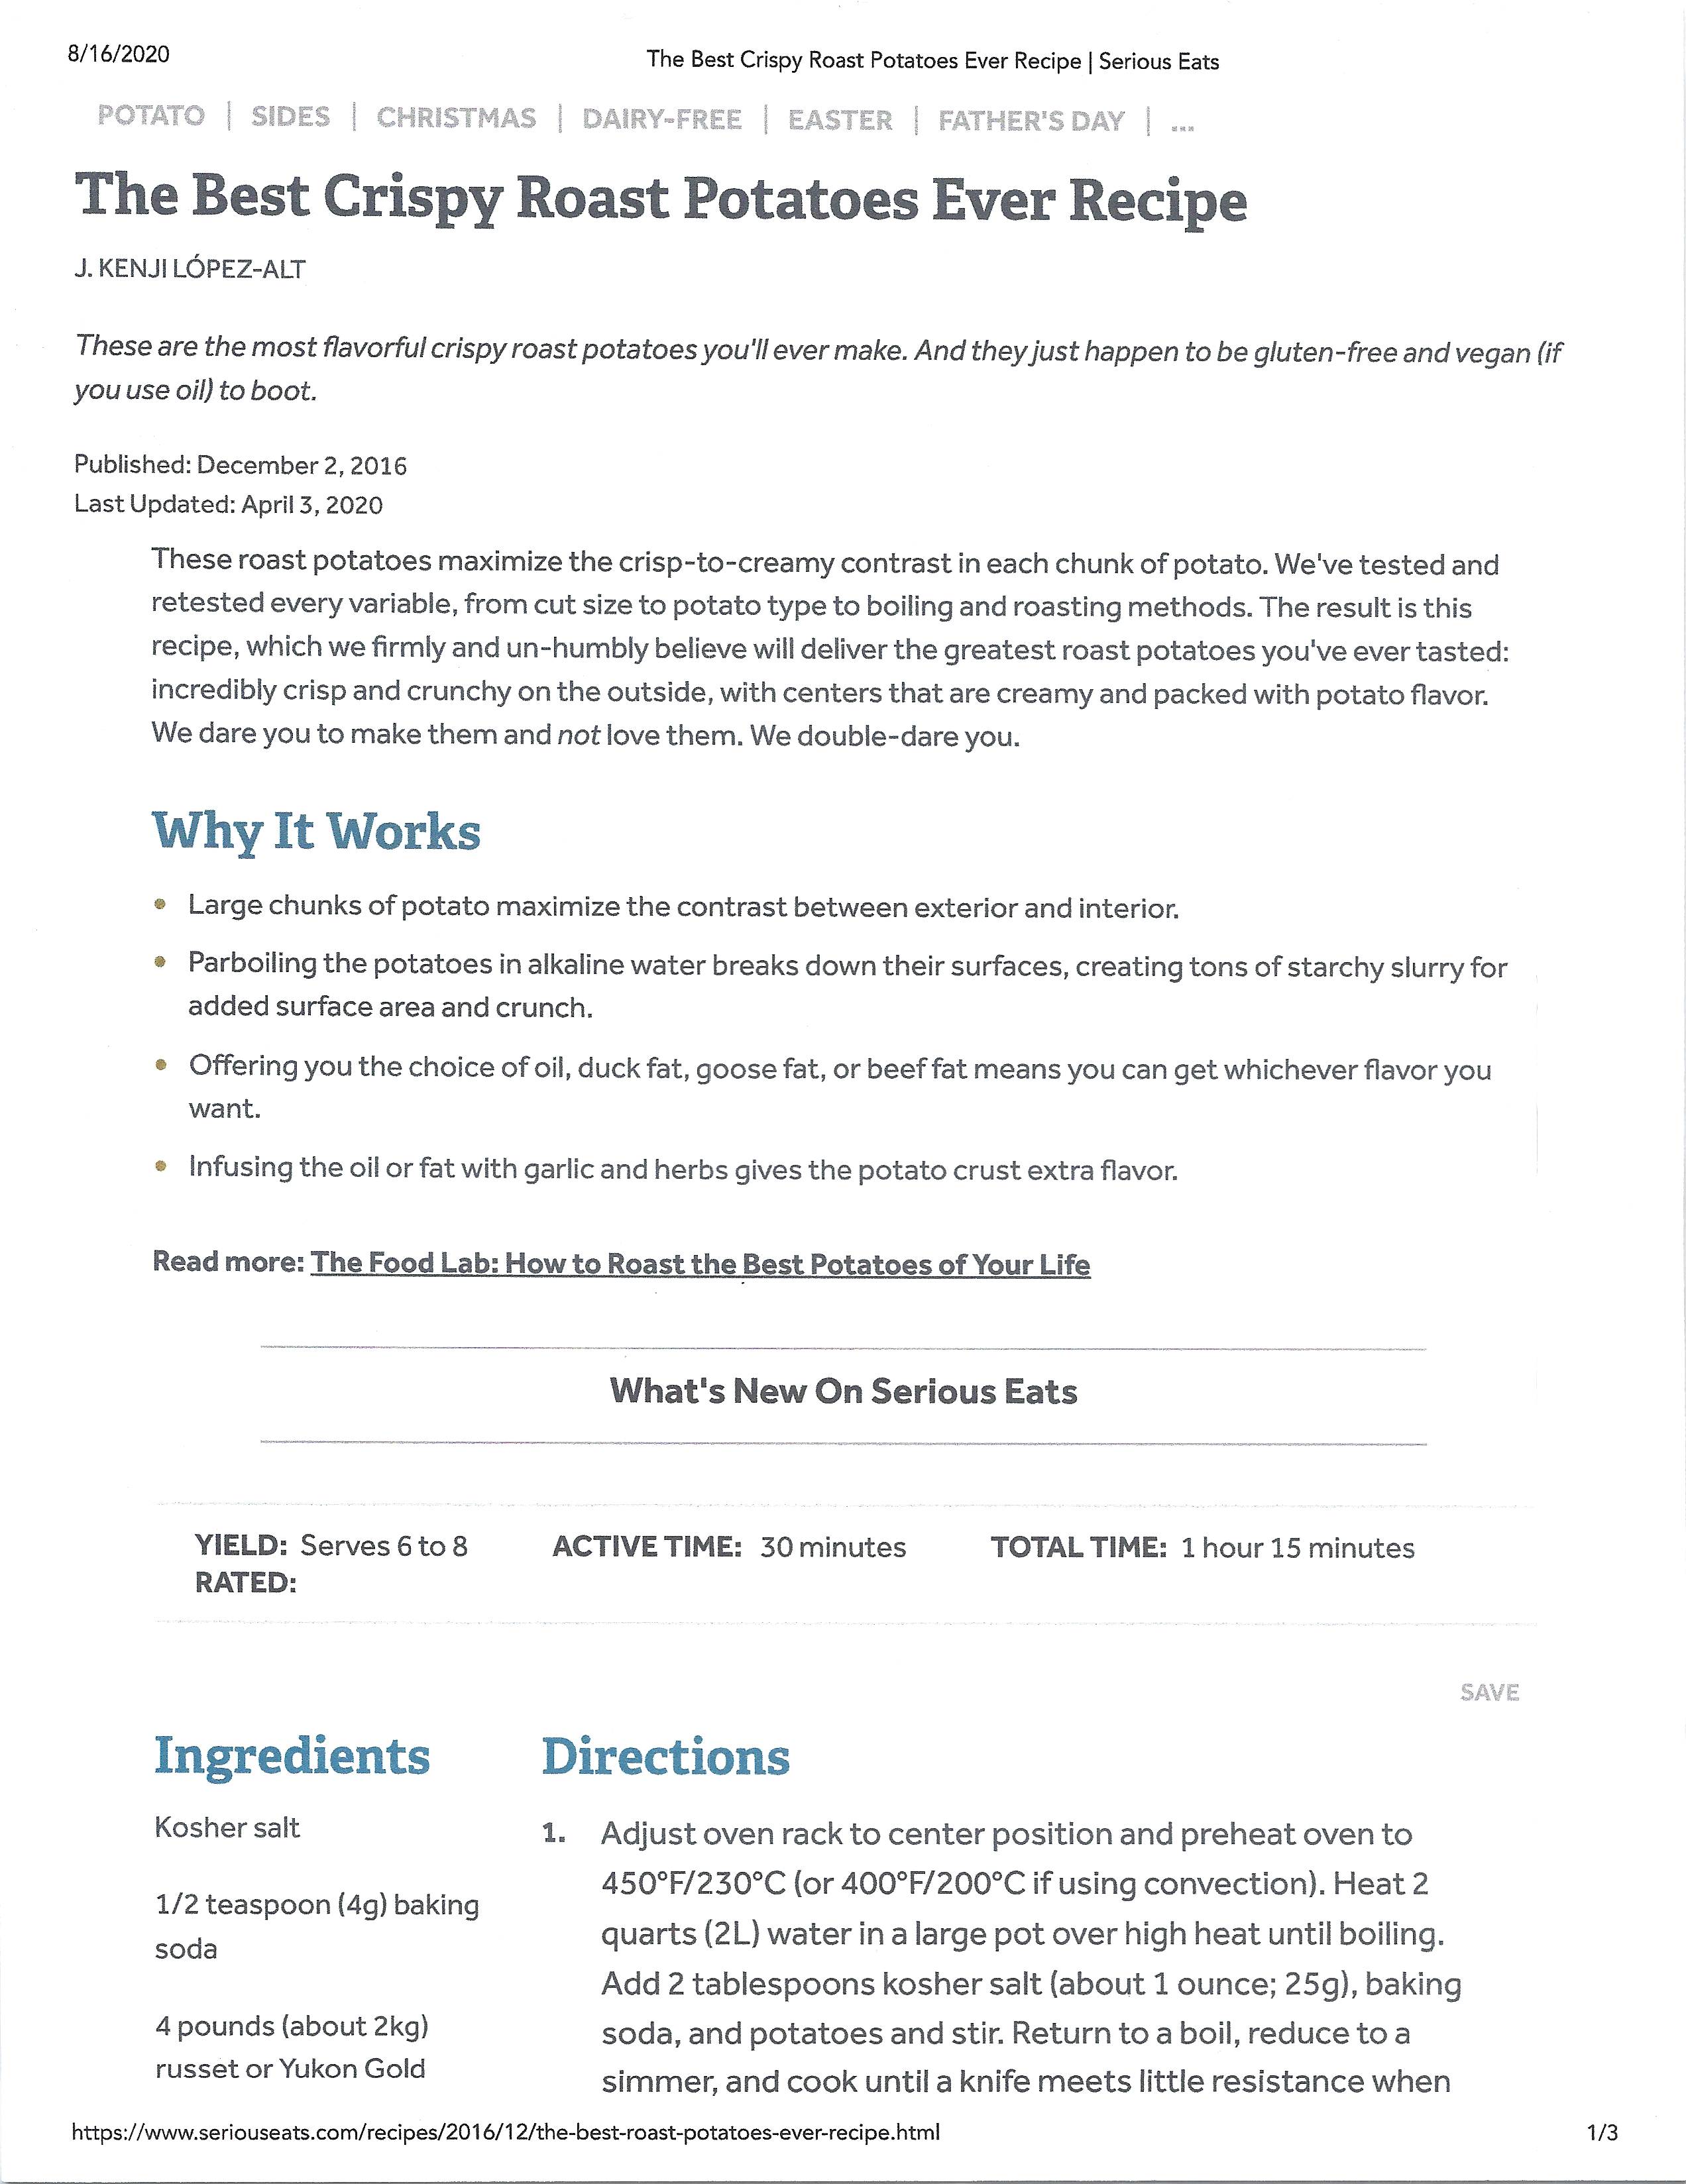 8/16/2020 The Best Crispy Roast Potatoes Ever Recipe | Serious Eats
POTATO | SIDES | CHRISTMAS | DAIRY-FREE | EASTER | FATHER'S DAY | ...
The Best Crispy Roast Potatoes Ever Recipe
J. KENJI LÓPEZ-ALT
These are the most flavorful crispy roast potatoes you'll ever make. And they just happen to be gluten-free and vegan (if
you use oil) to boot.
Published: December 2, 2016
Last Updated: April 3, 2020
These roast potatoes maximize the crisp-to-creamy contrast in each chunk of potato. We've tested and
retested every variable, from cut size to potato type to boiling and roasting methods. The result is this
recipe, which we firmly and un-humbly believe will deliver the greatest roast potatoes you've ever tasted:
incredibly crisp and crunchy on the outside, with centers that are creamy and packed with potato flavor.
We dare you to make them and not love them. We double-dare you.
Why It Works
• Large chunks of potato maximize the contrast between exterior and interior.
• Parboiling the potatoes in alkaline water breaks down their surfaces, creating tons of starchy slurry for
added surface area and crunch.
• Offering you the choice of oil, duck fat, goose fat, or beef fat means you can get whichever flavor you
want.
• Infusing the oil or fat with garlic and herbs gives the potato crust extra flavor.
Read more: The Food Lab: How to Roast the Best Potatoes of Your Life
What's New On Serious Eats
YIELD: Serves 6 to 8 ACTIVE TIME: 30 minutes TOTAL TIME: 1 hour 15 minutes
RATED:
SAVE
Ingredients
Kosher salt
1/2 teaspoon (4g) baking
soda
4 pounds (about 2kg)
russet or Yukon Gold
Directions
1. Adjust oven rack to center position and preheat oven to
450°F/230°C (or 400°F/200°C if using convection). Heat 2
quarts (2L) water in a large pot over high heat until boiling.
Add 2 tablespoons kosher salt (about 1 ounce; 25g), baking
soda, and potatoes and stir. Return to a boil, reduce to a
simmer, and cook until a knife meets little resistance when
https://www.seriouseats.com/recipes/2016/12/the-best-roast-potatoes-ever-recipe.html 1/3